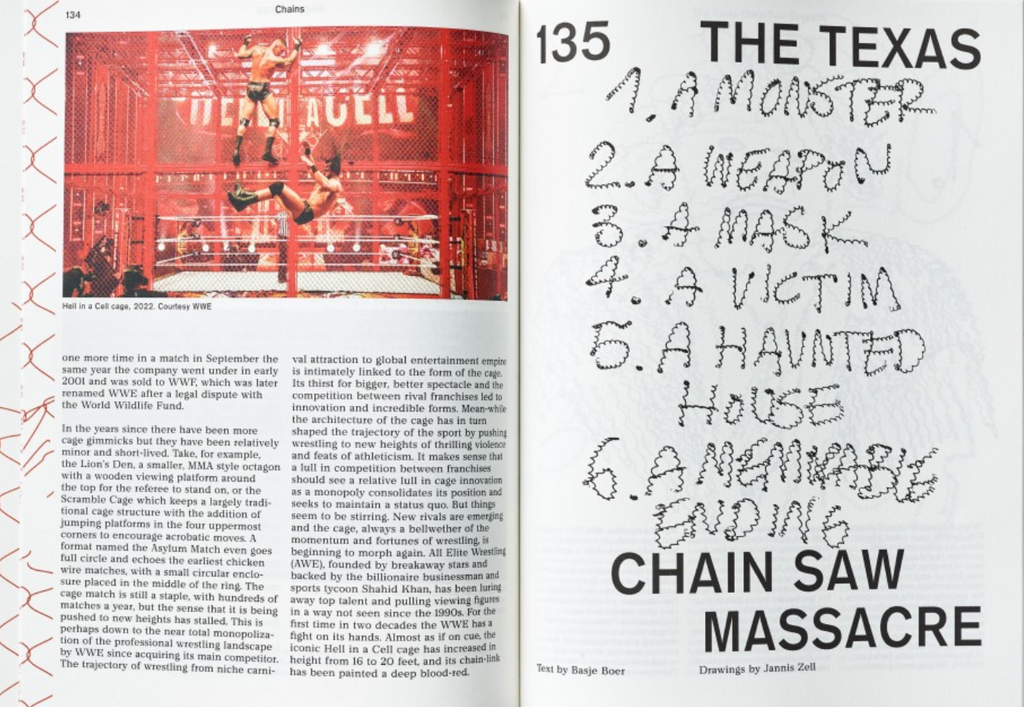 134
Chains
HELL IN A CELL
Hell in a Cell cage, 2022. Courtesy WWE
one more time in a match in September the
same year the company went under in early
2001 and was sold to WWF, which was later
renamed WWE after a legal dispute with
the World Wildlife Fund.
In the years since there have been more
cage gimmicks but they have been relatively
minor and short-lived. Take, for example,
the Lion's Den, a smaller, MMA style octagon
with a wooden viewing platform around
the top for the referee to stand on, or the
Scramble Cage which keeps a largely tradi-
tional cage structure with the addition of
jumping platforms in the four uppermost
corners to encourage acrobatic moves. A
format named the Asylum Match even goes
full circle and echoes the earliest chicken
wire matches, with a small circular enclo-
sure placed in the middle of the ring. The
cage match is still a staple, with hundreds of
matches a year, but the sense that it is being
pushed to new heights has stalled. This is
perhaps down to the near total monopoliza-
tion of the professional wrestling landscape
by WWE since acquiring its main competitor.
The trajectory of wrestling from niche carni-
val attraction to global entertainment empire
is intimately linked to the form of the cage.
Its thirst for bigger, better spectacle and the
competition between rival franchises led to
innovation and incredible forms. Mean-while
the architecture of the cage has in turn
shaped the trajectory of the sport by pushing
wrestling to new heights of thrilling violence
and feats of athleticism. It makes sense that
a lull in competition between franchises
should see a relative lull in cage innovation
as a monopoly consolidates its position and
seeks to maintain a status quo. But things
seem to be stirring. New rivals are emerging
and the cage, always a bellwether of the
momentum and fortunes of wrestling, is
beginning to morph again. All Elite Wrestling
(AWE), founded by breakaway stars and
backed by the billionaire businessman and
sports tycoon Shahid Khan, has been luring
away top talent and pulling viewing figures
in a way not seen since the 1990s. For the
first time in two decades the WWE has a
fight on its hands. Almost as if on cue, the
iconic Hell in a Cell cage has increased in
height from 16 to 20 feet, and its chain-link
has been painted a deep blood-red.
135
THE TEXAS
1. A MONSTER
2. A WEAPON
3. A MASK
4. A VICTIM
5. A HAUNTED
HOUSE
6. A MEMORABLE
ENDING
CHAIN SAW
MASSACRE
Text by Basje Boer
Drawings by Jannis Zell